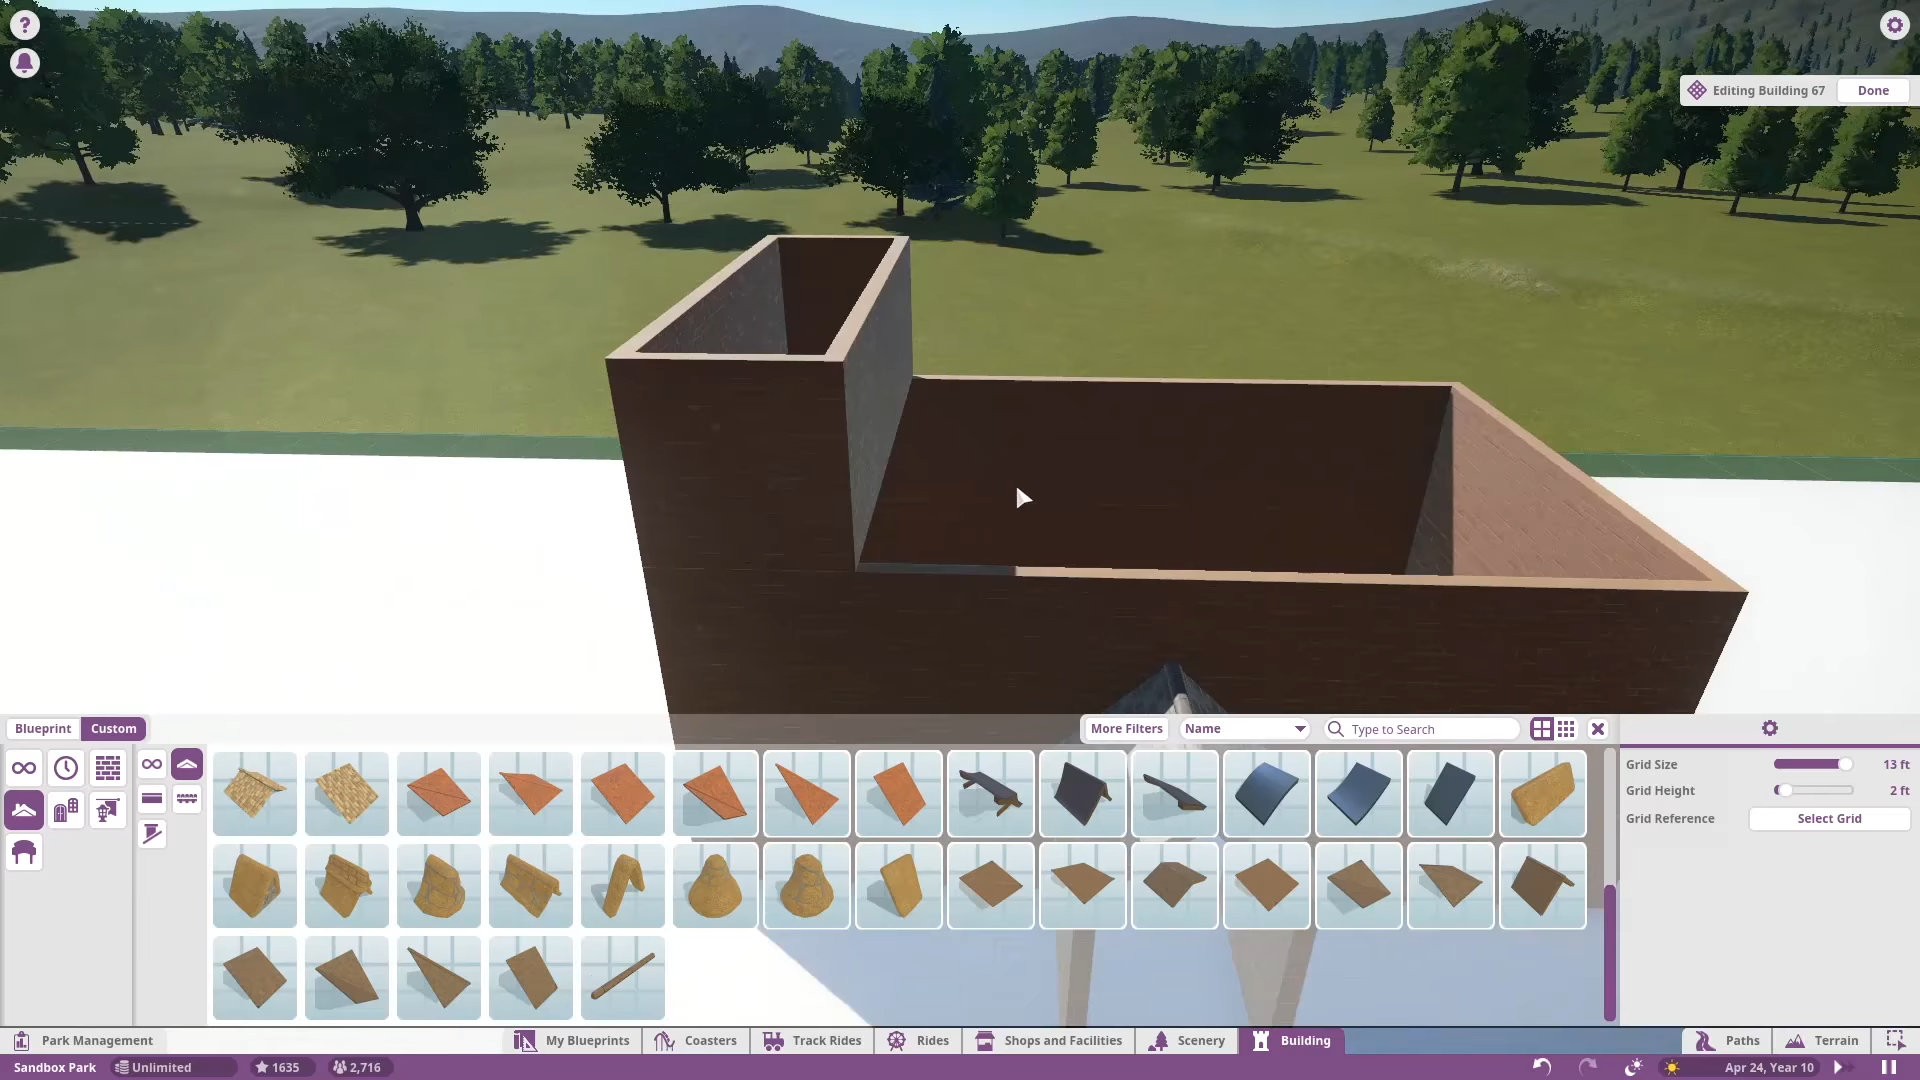 ?
Editing Building 67 Done
Blueprint Custom
More Filters Name Type to Search
Grid Size 13 ft
Grid Height 2 ft
Grid Reference Select Grid
Park Management My Blueprints Coasters Track Rides Rides Shops and Facilities Scenery Building Paths Terrain
Sandbox Park Unlimited 1635 2,716 Apr 24, Year 10